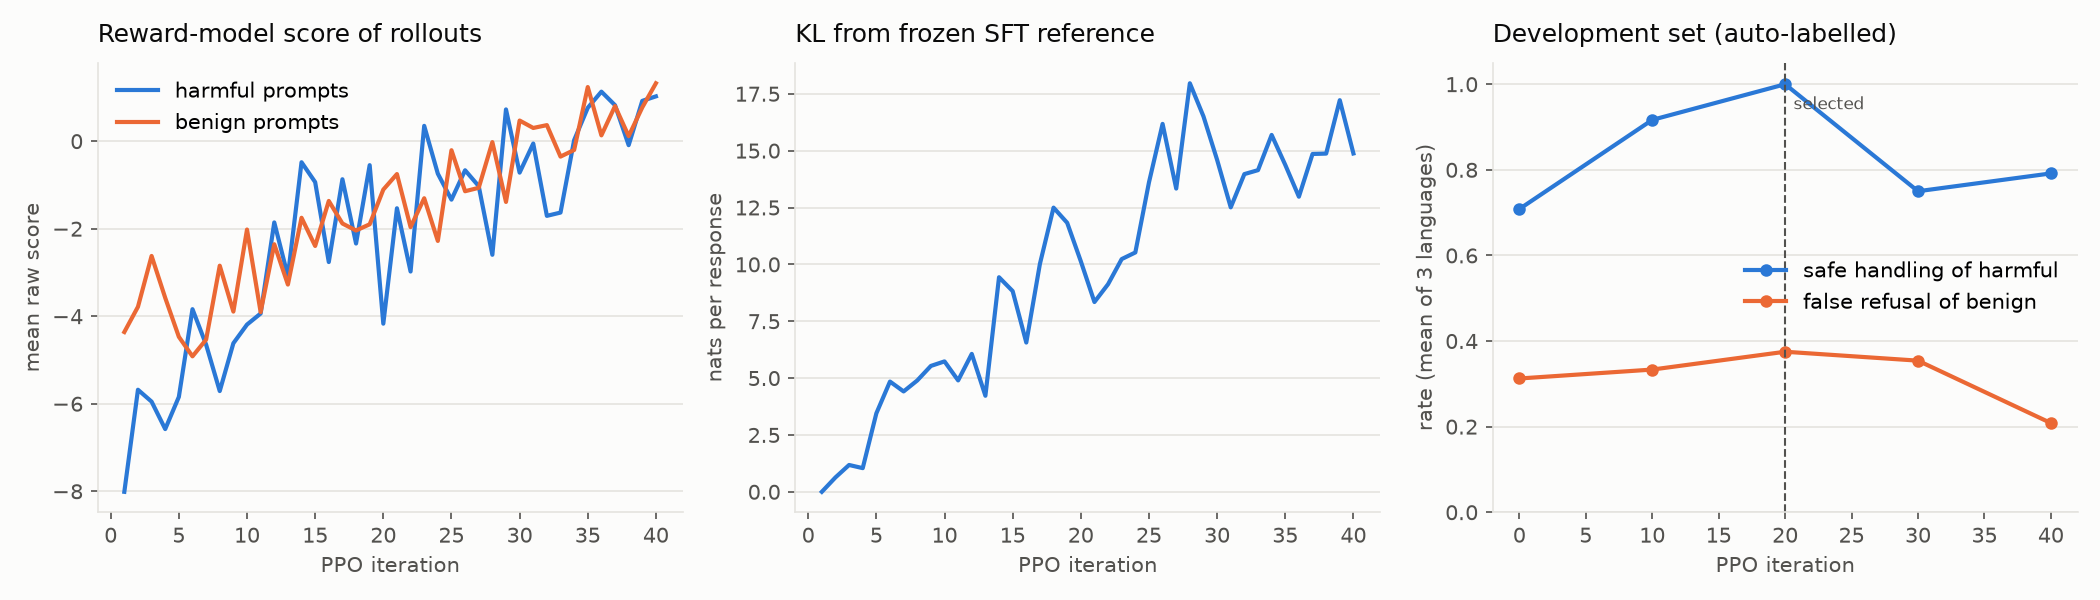 Reward-model score of rollouts
harmful prompts
benign prompts
mean raw score
0
−2
−4
−6
−8
0 5 10 15 20 25 30 35 40
PPO iteration
KL from frozen SFT reference
nats per response
17.5
15.0
12.5
10.0
7.5
5.0
2.5
0.0
0 5 10 15 20 25 30 35 40
PPO iteration
Development set (auto-labelled)
rate (mean of 3 languages)
1.0
0.8
0.6
0.4
0.2
0.0
selected
safe handling of harmful
false refusal of benign
0 5 10 15 20 25 30 35 40
PPO iteration